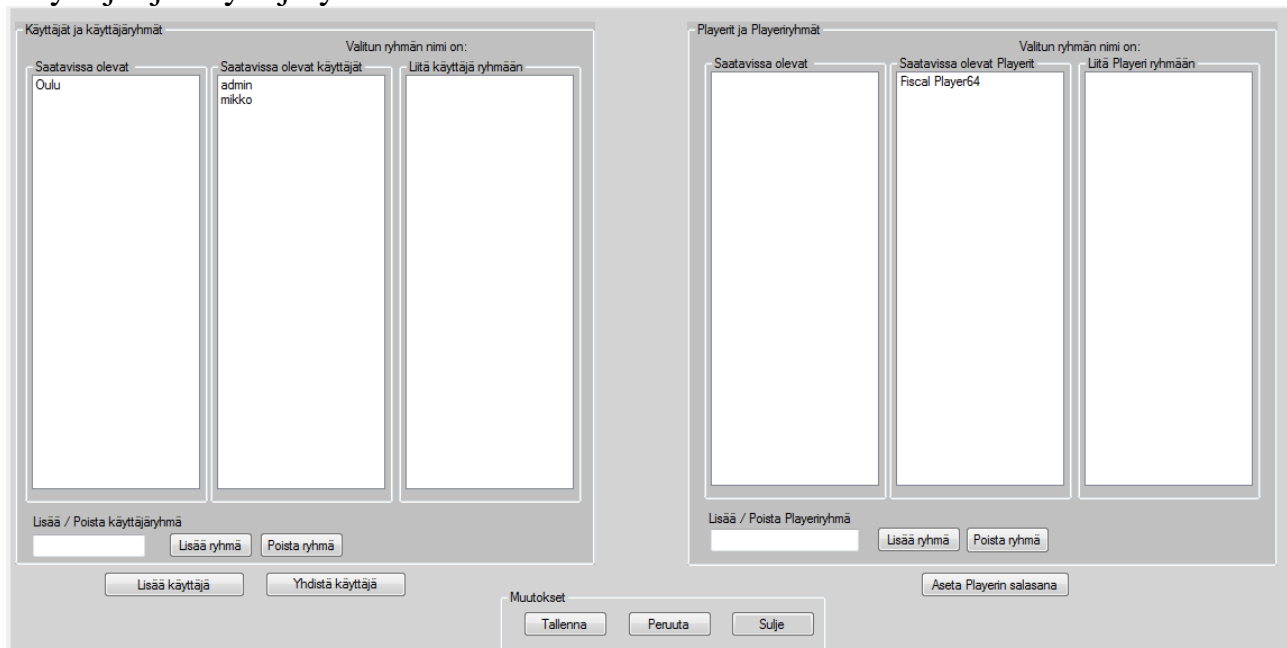 Käyttäjät ja käyttäjäryhmät
Valitun ryhmän nimi on:
Saatavissa olevat
Oulu
Saatavissa olevat käyttäjät
admin
mikko
Liitä käyttäjä ryhmään
Lisää / Poista käyttäjäryhmä
Lisää ryhmä
Poista ryhmä
Lisää käyttäjä
Yhdistä käyttäjä
Playerit ja Playeriryhmät
Valitun ryhmän nimi on:
Saatavissa olevat
Saatavissa olevat Playerit
Fiscal Player64
Liitä Playeri ryhmään
Lisää / Poista Playeriryhmä
Lisää ryhmä
Poista ryhmä
Aseta Playerin salasana
Muutokset
Tallenna
Peruuta
Sulje